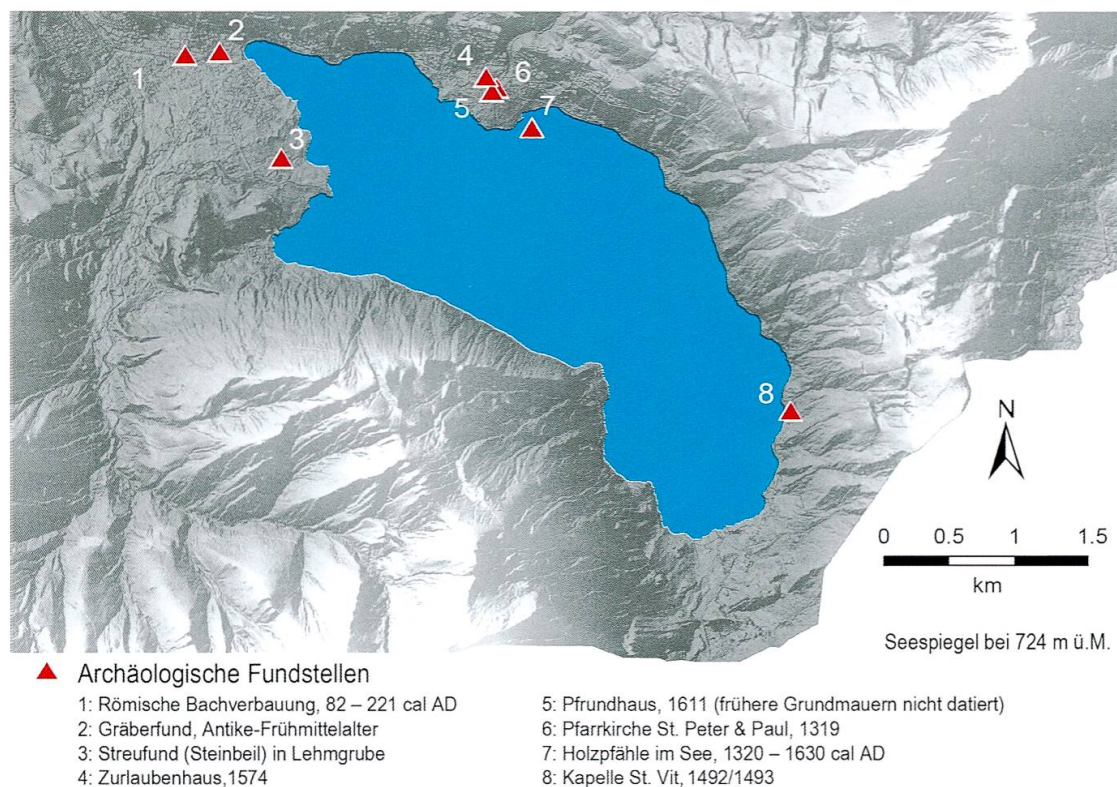 1
2
3
4
5
6
7
8
N
0 0.5 1 1.5
km
Seespiegel bei 724 m ü.M.
Archäologische Fundstellen
1: Römische Bachverbauung, 82 – 221 cal AD
2: Gräberfund, Antike-Frühmittelalter
3: Streufund (Steinbeil) in Lehmgrube
4: Zurlaubenhaus,1574
5: Pfrundhaus, 1611 (frühere Grundmauern nicht datiert)
6: Pfarrkirche St. Peter & Paul, 1319
7: Holzpfähle im See, 1320 – 1630 cal AD
8: Kapelle St. Vit, 1492/1493